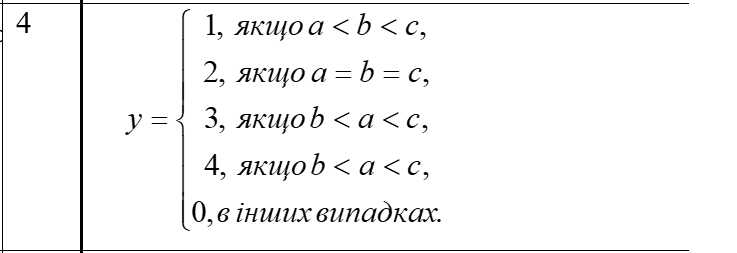 4
1, якщо a < b < c,
2, якщо a = b = c,
y = { 3, якщо b < a < c,
4, якщо b < a < c,
0, в інших випадках.